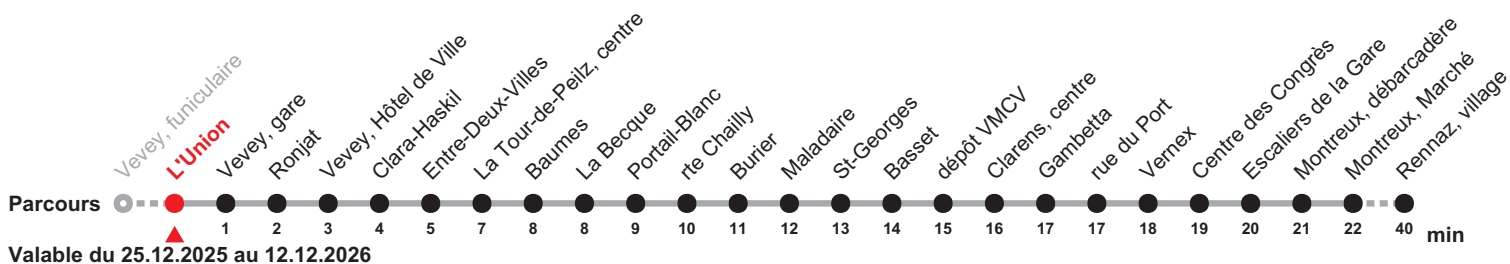 Vevey, funiculaire
L'Union
Vevey, gare
Ronjat
Vevey, Hôtel de Ville
Clara-Haskil
Entre-Deux-Villes
La Tour-de-Peilz, centre
Baumes
La Becque
Portail-Blanc
rte Chailly
Burier
Maladaire
St-Georges
Basset
dépôt VMCV
Clarens, centre
Gambetta
rue du Port
Vernex
Centre des Congrès
Escaliers de la Gare
Montreux, débarcadère
Montreux, Marché
Rennaz, village
Parcours
1 2 3 4 5 7 8 8 9 10 11 12 13 14 15 16 17 17 18 19 20 21 22 40 min
Valable du 25.12.2025 au 12.12.2026